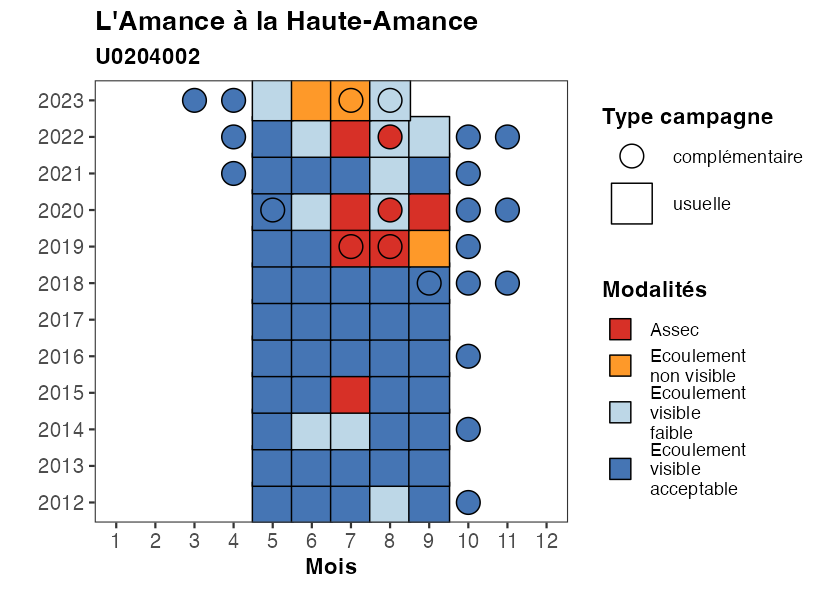 L'Amance à la Haute-Amance
U0204002
2023
2022
2021
2020
2019
2018
2017
2016
2015
2014
2013
2012
1 2 3 4 5 6 7 8 9 10 11 12
Mois
Type campagne
complémentaire
usuelle
Modalités
Assec
Ecoulement
non visible
Ecoulement
visible
faible
Ecoulement
visible
acceptable